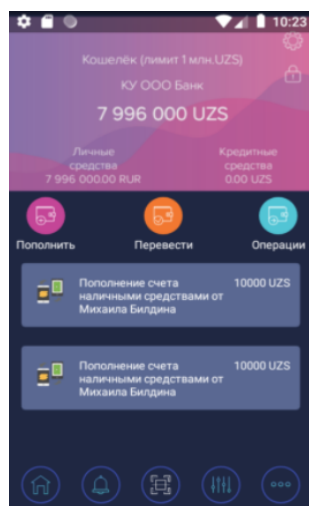 10:23
Кошелёк (лимит 1 млн.UZS)
КУ ООО Банк
7 996 000 UZS
Личные средства
7 996 000.00 RUR
Кредитные средства
0.00 UZS
Пополнить
Перевести
Операции
Пополнение счета
10000 UZS
наличными средствами от
Михаила Билдина
Пополнение счета
10000 UZS
наличными средствами от
Михаила Билдина